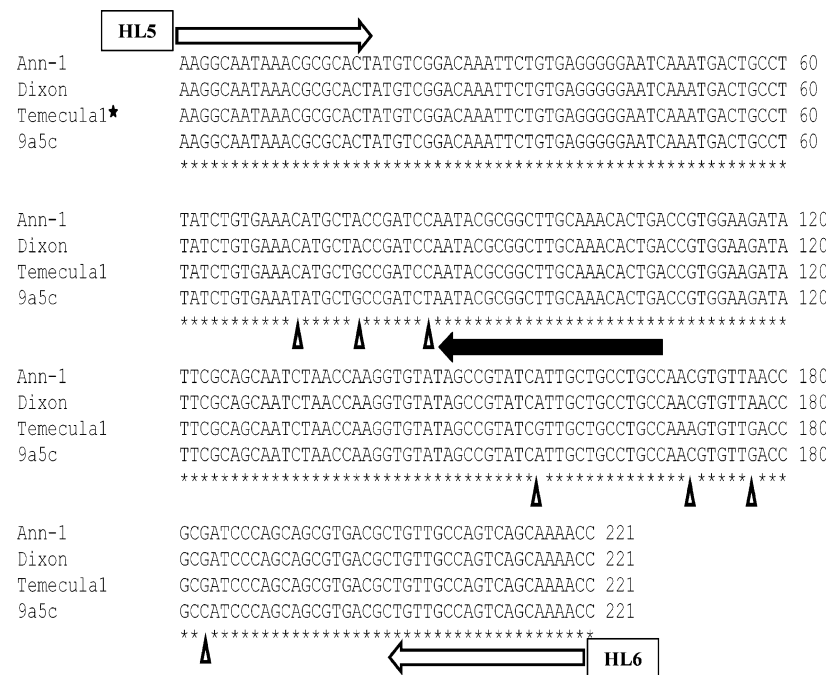 HL5
Ann-1 AAGGCAATAAACGCGCACTATGTCGGACAAATTCTGTGAGGGGGAATCAAATGACTGCCT 60
Dixon AAGGCAATAAACGCGCACTATGTCGGACAAATTCTGTGAGGGGGAATCAAATGACTGCCT 60
Temecula1★ AAGGCAATAAACGCGCACTATGTCGGACAAATTCTGTGAGGGGGAATCAAATGACTGCCT 60
9a5c AAGGCAATAAACGCGCACTATGTCGGACAAATTCTGTGAGGGGGAATCAAATGACTGCCT 60
************************************************************
Ann-1 TATCTGTGAAACATGCTACCGATCCAATACGCGGCTTGCAAACACTGACCGTGGAAGATA 120
Dixon TATCTGTGAAACATGCTACCGATCCAATACGCGGCTTGCAAACACTGACCGTGGAAGATA 120
Temecula1 TATCTGTGAAACATGCTGCCGATCCAATACGCGGCTTGCAAACACTGACCGTGGAAGATA 120
9a5c TATCTGTGAAATATGCTGCCGATCTAATACGCGGCTTGCAAACACTGACCGTGGAAGATA 120
*********** ***** ****** ***********************************
Ann-1 TTCGCAGCAATCTAACCAAGGTGTATAGCCGTATCATTGCTGCCTGCCAACGTGTTAACC 180
Dixon TTCGCAGCAATCTAACCAAGGTGTATAGCCGTATCATTGCTGCCTGCCAACGTGTTAACC 180
Temecula1 TTCGCAGCAATCTAACCAAGGTGTATAGCCGTATCGTTGCTGCCTGCCAAAGTGTTGACC 180
9a5c TTCGCAGCAATCTAACCAAGGTGTATAGCCGTATCATTGCTGCCTGCCAACGTGTTGACC 180
*********************************** ************** ***** ***
Ann-1 GCGATCCCAGCAGCGTGACGCTGTTGCCAGTCAGCAAAACC 221
Dixon GCGATCCCAGCAGCGTGACGCTGTTGCCAGTCAGCAAAACC 221
Temecula1 GCGATCCCAGCAGCGTGACGCTGTTGCCAGTCAGCAAAACC 221
9a5c GCCATCCCAGCAGCGTGACGCTGTTGCCAGTCAGCAAAACC 221
** **************************************
HL6